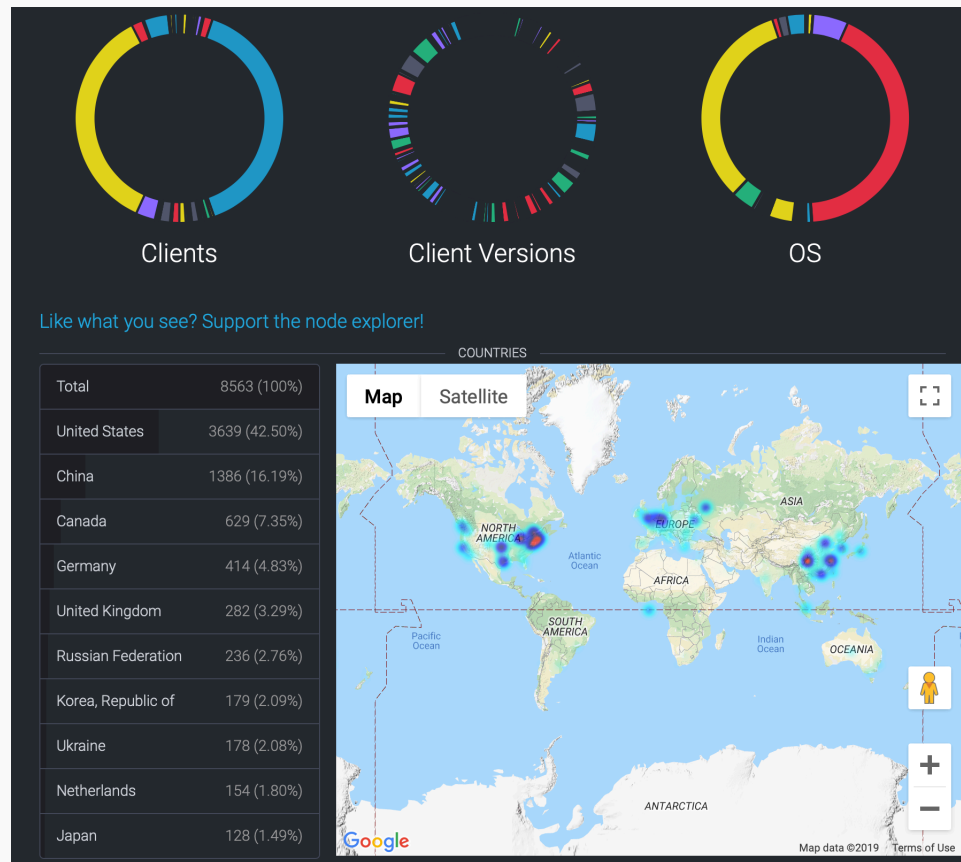 Clients
Client Versions
OS
Like what you see? Support the node explorer!
COUNTRIES
Total 8563 (100%)
United States 3639 (42.50%)
China 1386 (16.19%)
Canada 629 (7.35%)
Germany 414 (4.83%)
United Kingdom 282 (3.29%)
Russian Federation 236 (2.76%)
Korea, Republic of 179 (2.09%)
Ukraine 178 (2.08%)
Netherlands 154 (1.80%)
Japan 128 (1.49%)
Map Satellite
NORTH
AMERICA
EUROPE
ASIA
Atlantic
Ocean
AFRICA
SOUTH
AMERICA
Pacific
Ocean
Indian
Ocean
OCEANIA
ANTARCTICA
Google
Map data ©2019 Terms of Use